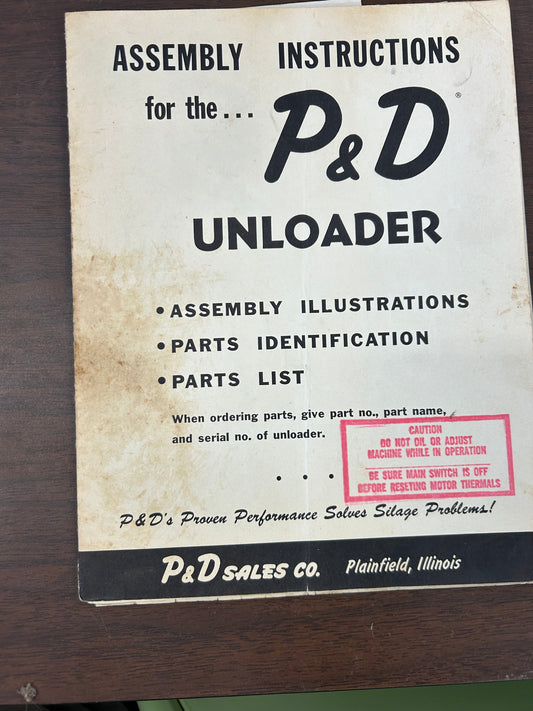 ASSEMBLY INSTRUCTIONS
for the...
P&D®
UNLOADER
• ASSEMBLY ILLUSTRATIONS
• PARTS IDENTIFICATION
• PARTS LIST
When ordering parts, give part no., part name,
and serial no. of unloader.
CAUTION
DO NOT OIL OR ADJUST
MACHINE WHILE IN OPERATION
BE SURE MAIN SWITCH IS OFF
BEFORE RESETING MOTOR THERMALS
. . .
P&D's Proven Performance Solves Silage Problems!
P&D SALES CO. Plainfield, Illinois